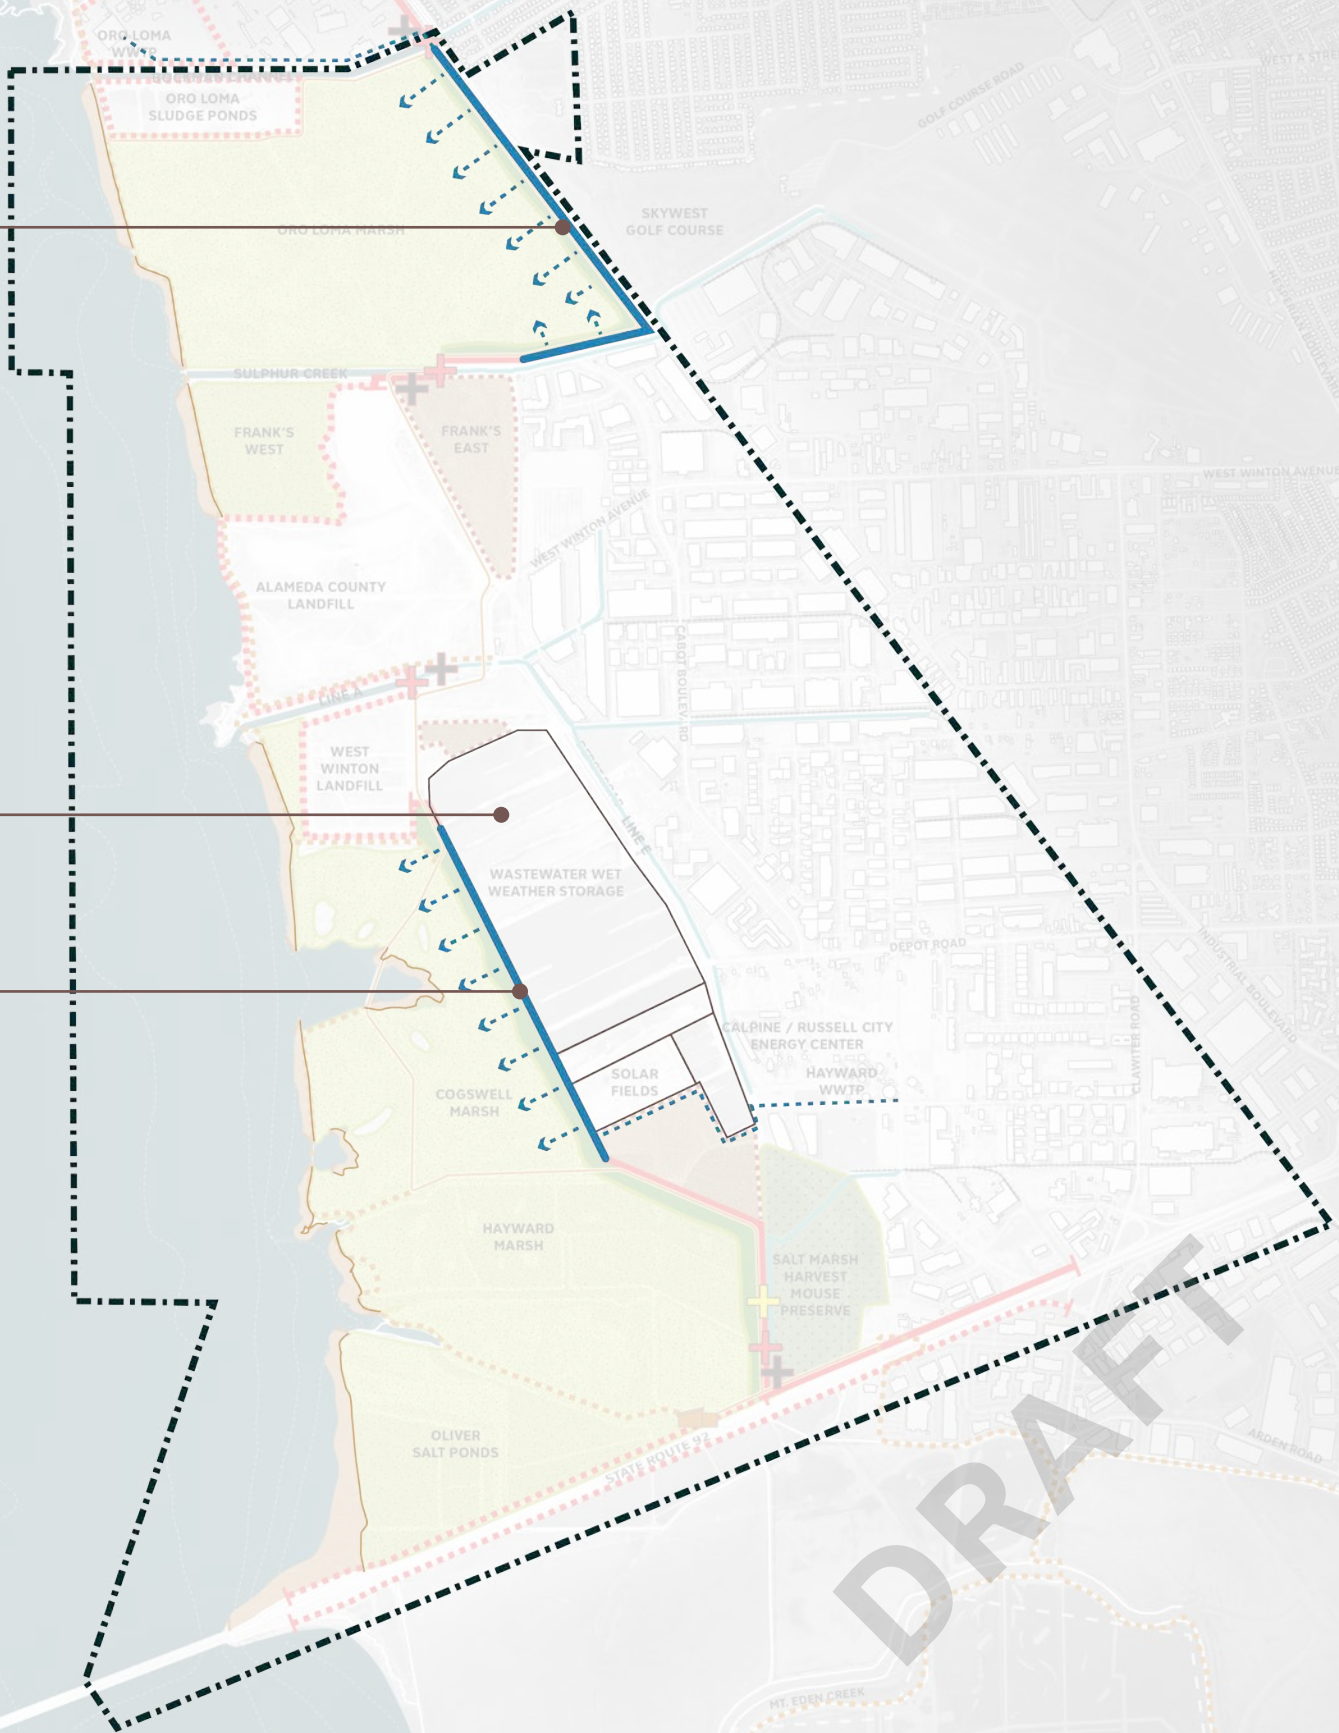 ORO LOMA
WWTP
WEST A STR
GOLF COURSE ROAD
ORO LOMA
SLUDGE PONDS
SKYWEST
GOLF COURSE
ORO LOMA MARSH
SULPHUR CREEK
FRANK'S
WEST
FRANK'S
EAST
WEST WINTON AVENUE
WEST WINTON AVENUE
ALAMEDA COUNTY
LANDFILL
CABOT BOULEVARD
LINE A
WEST
WINTON
LANDFILL
LINE E
WASTEWATER WET
WEATHER STORAGE
DEPOT ROAD
INDUSTRIAL BOULEVARD
CALPINE / RUSSELL CITY
ENERGY CENTER
CLAWITER ROAD
SOLAR
FIELDS
HAYWARD
WWTP
COGSWELL
MARSH
HAYWARD
MARSH
SALT MARSH
HARVEST
MOUSE
PRESERVE
OLIVER
SALT PONDS
STATE ROUTE 92
ARDEN ROAD
DRAFT
MT. EDEN CREEK